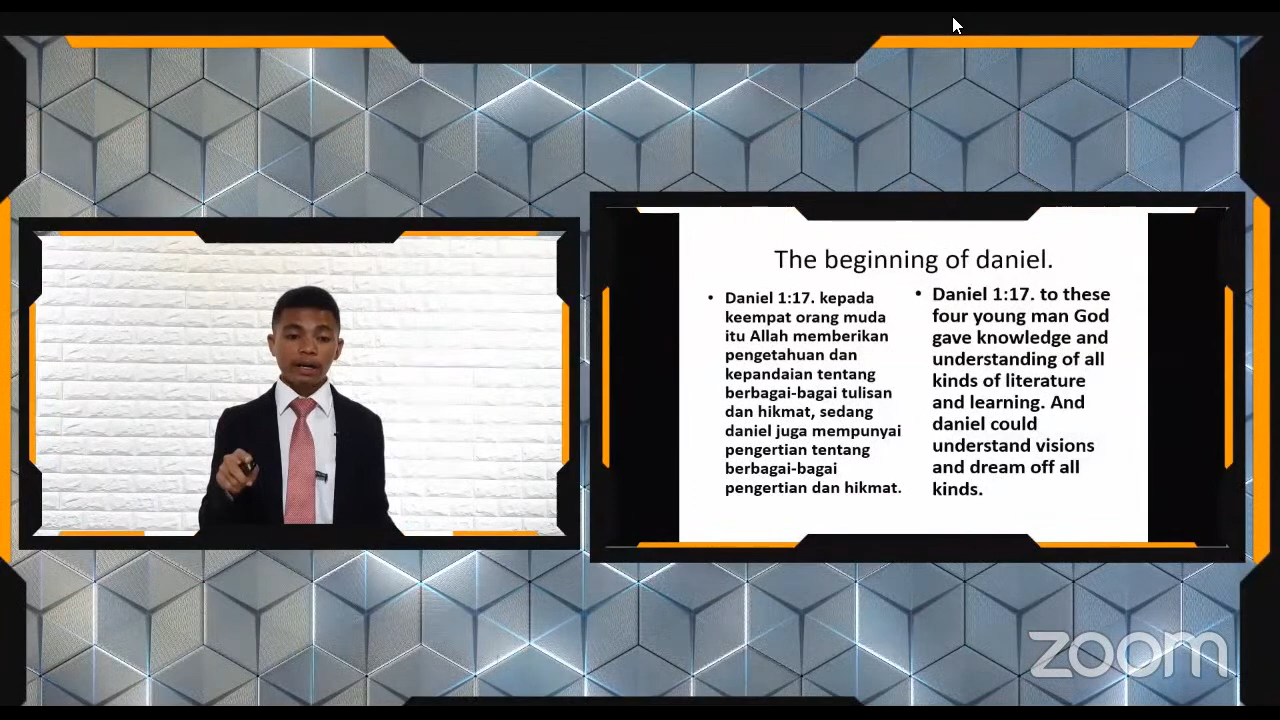 The beginning of daniel.
• Daniel 1:17. kepada
keempat orang muda
itu Allah memberikan
pengetahuan dan
kepandaian tentang
berbagai-bagai tulisan
dan hikmat, sedang
daniel juga mempunyai
pengertian tentang
berbagai-bagai
pengertian dan hikmat.
• Daniel 1:17. to these
four young man God
gave knowledge and
understanding of all
kinds of literature
and learning. And
daniel could
understand visions
and dream off all
kinds.
zoom